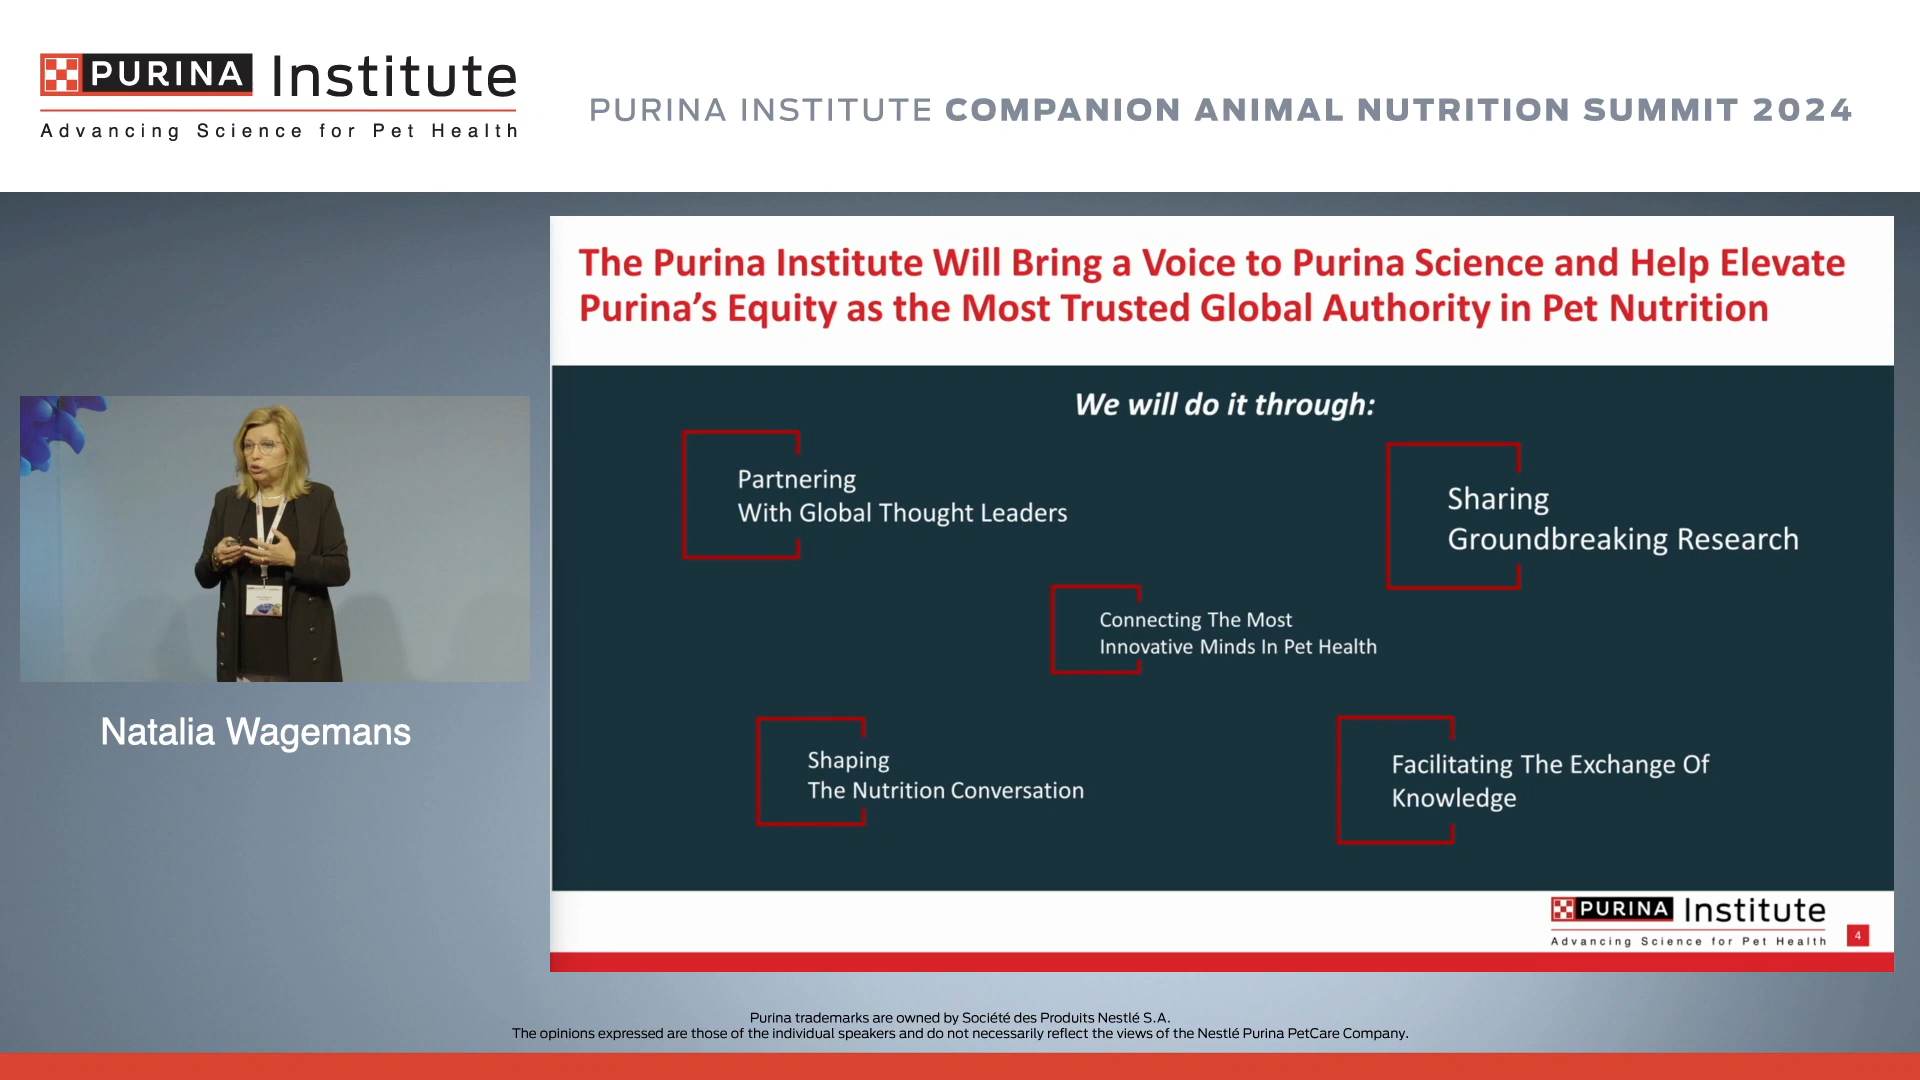 PURINA Institute
Advancing Science for Pet Health
PURINA INSTITUTE COMPANION ANIMAL NUTRITION SUMMIT 2024
The Purina Institute Will Bring a Voice to Purina Science and Help Elevate
Purina's Equity as the Most Trusted Global Authority in Pet Nutrition
We will do it through:
Partnering
With Global Thought Leaders
Sharing
Groundbreaking Research
Connecting The Most
Innovative Minds In Pet Health
Shaping
The Nutrition Conversation
Facilitating The Exchange Of
Knowledge
PURINA Institute
Advancing Science for Pet Health
4
Natalia Wagemans
Purina trademarks are owned by Société des Produits Nestlé S.A.
The opinions expressed are those of the individual speakers and do not necessarily reflect the views of the Nestlé Purina PetCare Company.